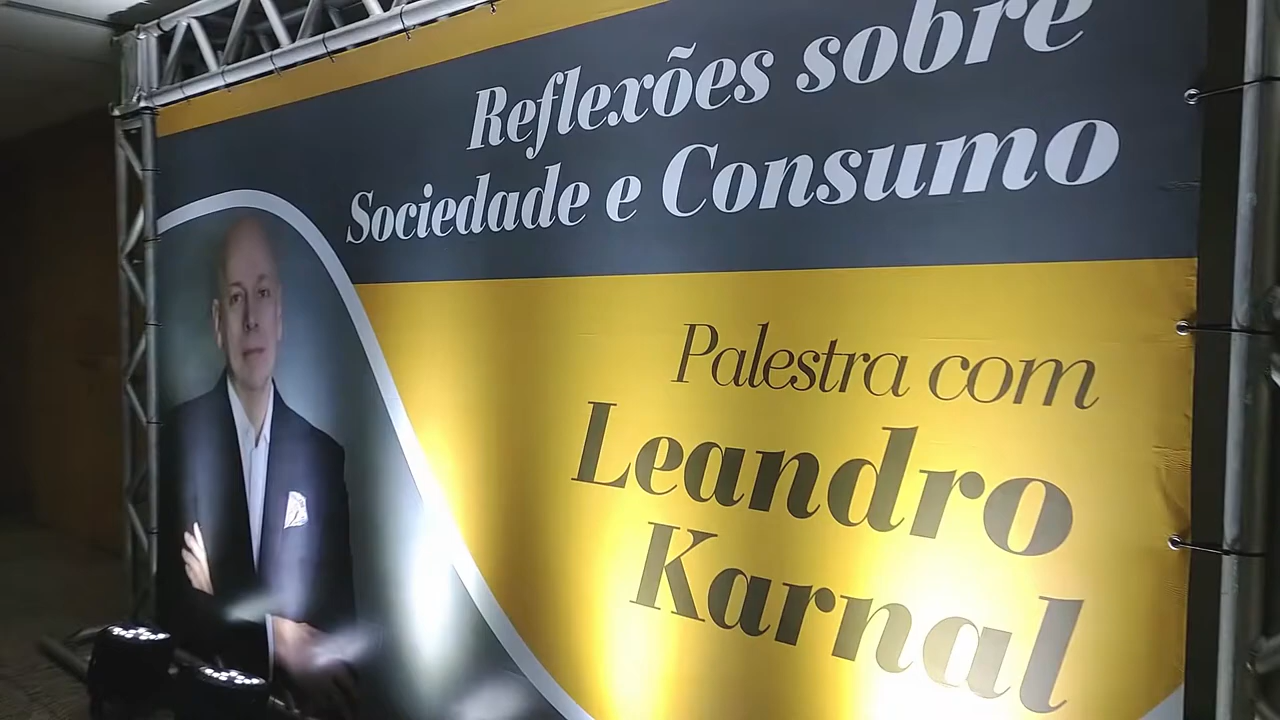 Reflexões sobre
Sociedade e Consumo
Palestra com
Leandro
Karnal